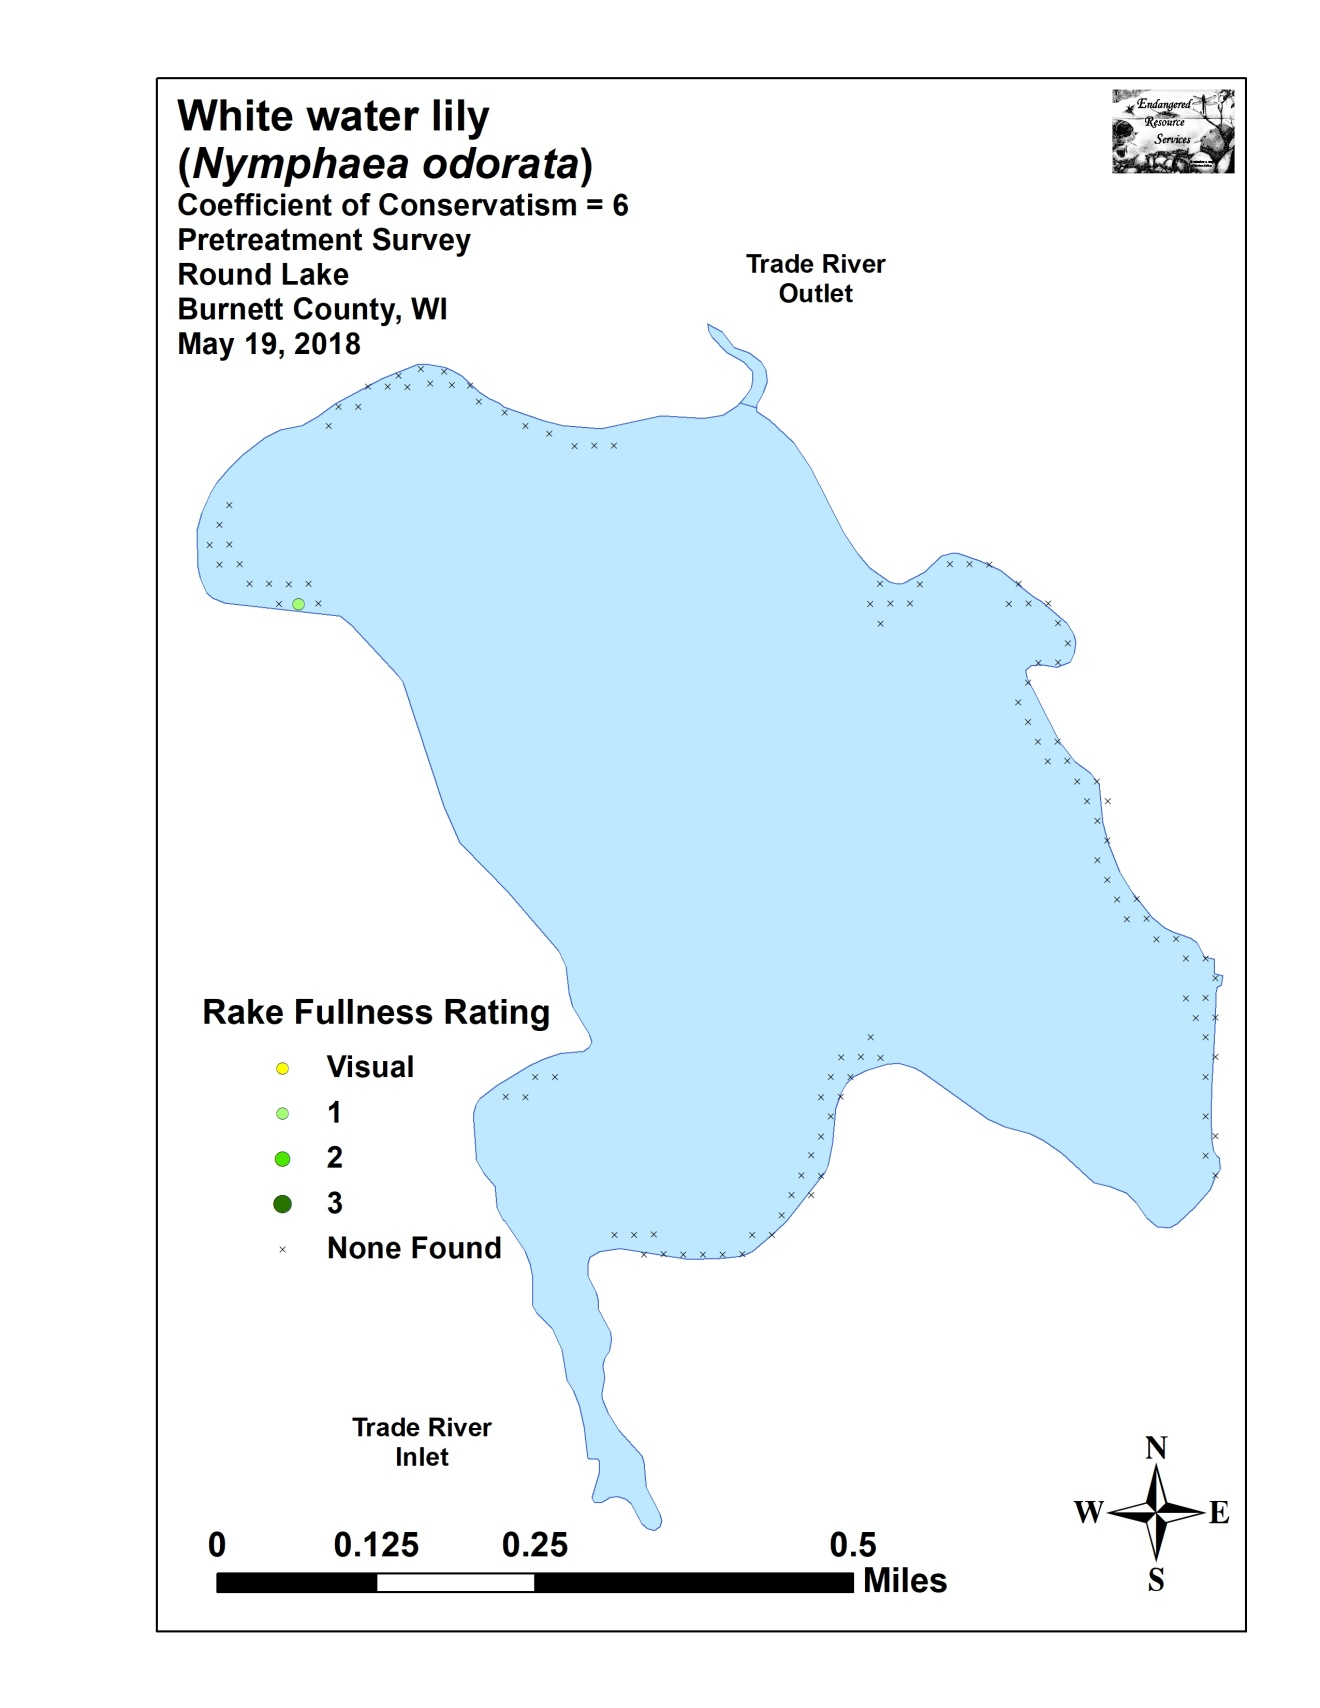 White water lily
(Nymphaea odorata)
Coefficient of Conservatism = 6
Pretreatment Survey
Round Lake
Burnett County, WI
May 19, 2018
Endangered
Resource
Services
Trade River
Outlet
Rake Fullness Rating
Visual
1
2
3
None Found
Trade River
Inlet
N
W E
S
0 0.125 0.25 0.5
Miles